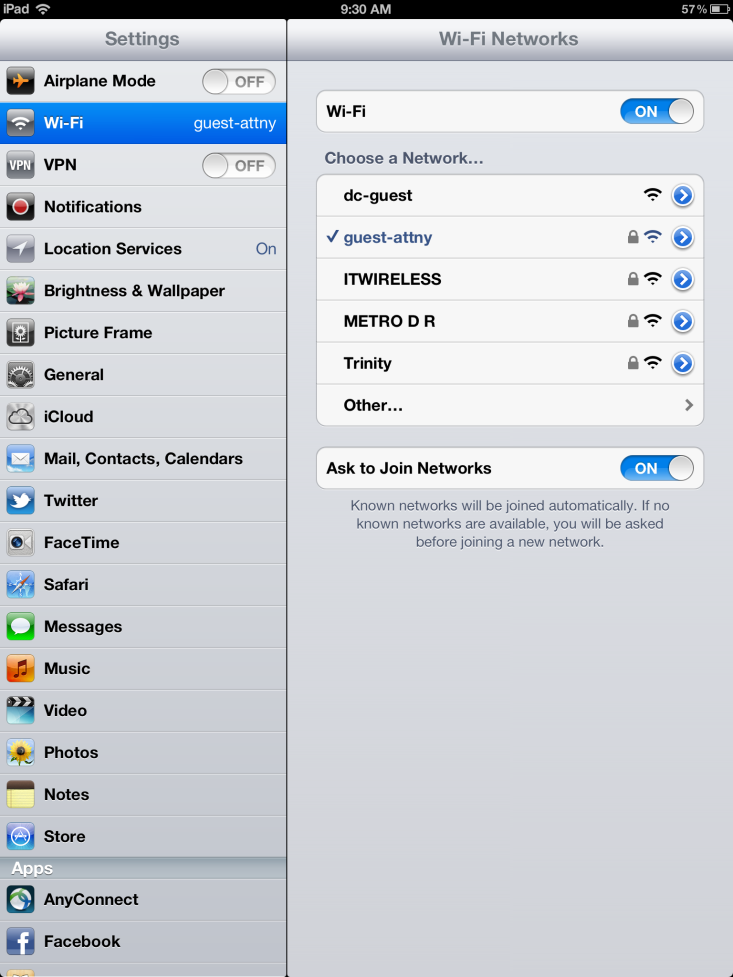 iPad 9:30 AM 57%
Settings
Airplane Mode OFF
Wi-Fi guest-attny
VPN VPN OFF
Notifications
Location Services On
Brightness & Wallpaper
Picture Frame
General
iCloud
Mail, Contacts, Calendars
Twitter
FaceTime
Safari
Messages
Music
Video
Photos
Notes
Store
Apps
AnyConnect
Facebook
Wi-Fi Networks
Wi-Fi ON
Choose a Network...
dc-guest
guest-attny
ITWIRELESS
METRO D R
Trinity
Other...
Ask to Join Networks ON
Known networks will be joined automatically. If no
known networks are available, you will be asked
before joining a new network.